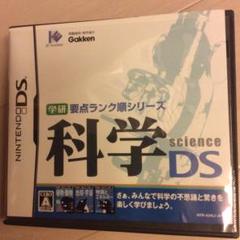 Gakken
NINTENDO DS
学研 要点ランク順シリーズ
科学
science
DS
A
さぁ、みんなで科学の不思議と驚きを
楽しく学びましょう。